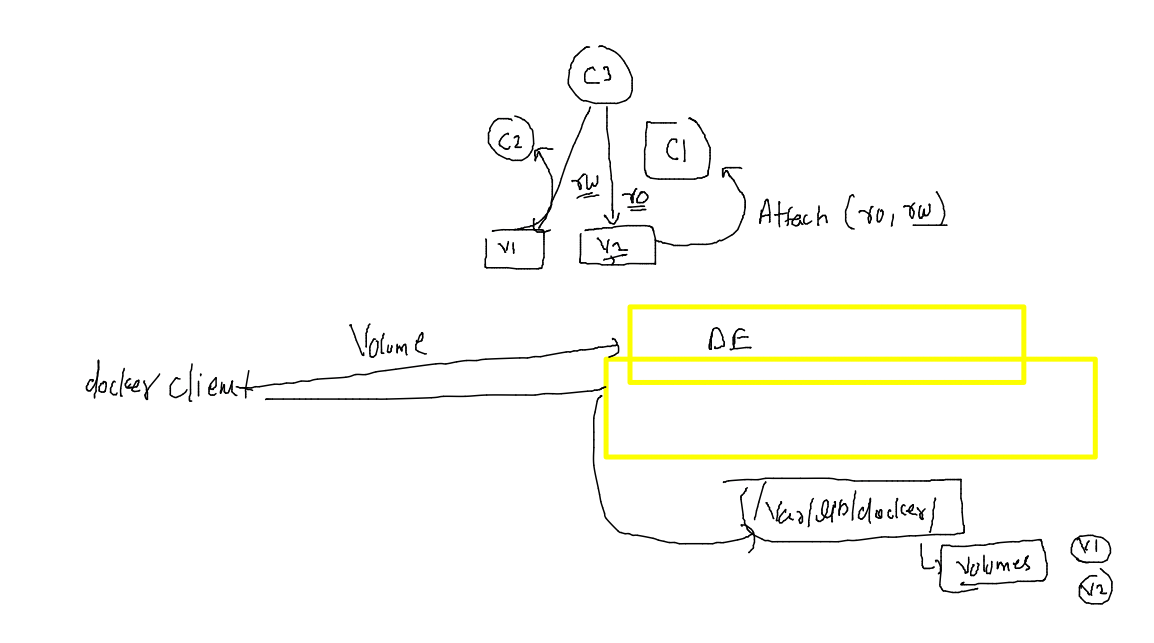 C3
C2
C1
rw
ro
Attach (ro, rw)
V1
V2
Volume
DE
docker client
/var/lib/docker/
Volumes
V1
V2